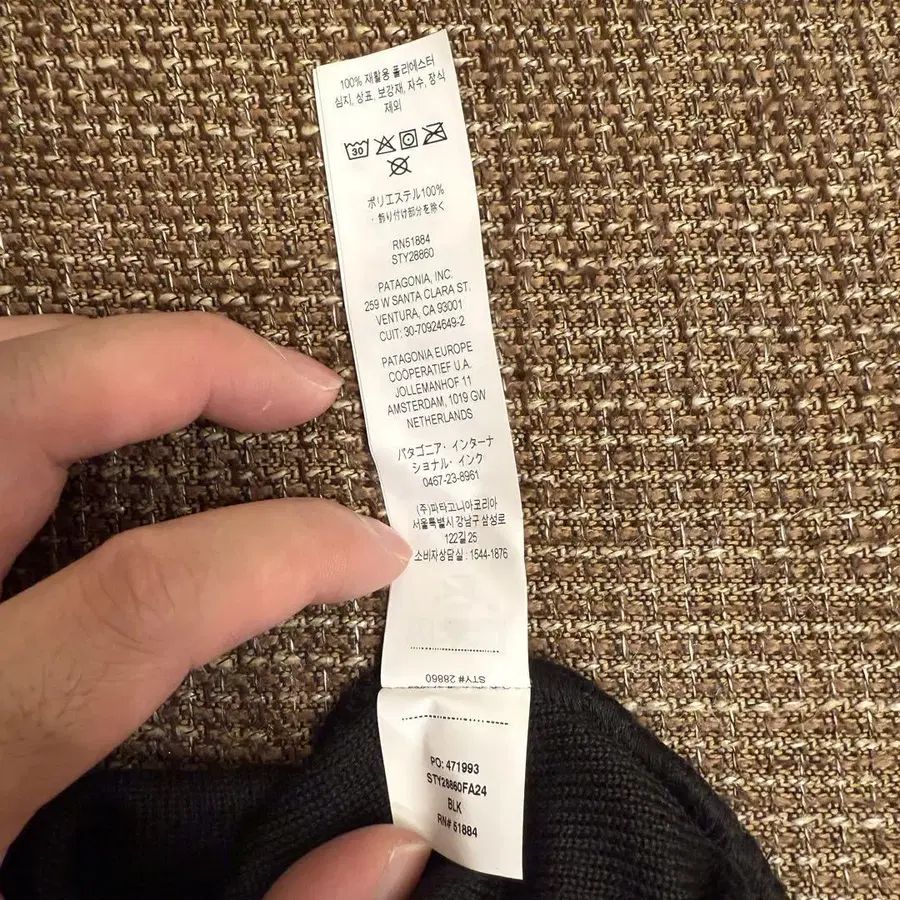 100% 재활용 폴리에스터
심지, 상표, 보강재, 자수, 장식
제외
30
ポリエステル100%
・飾り付け部分を除く
RN51884
STY28860
PATAGONIA, INC.
259 W SANTA CLARA ST.
VENTURA, CA 93001
CUIT: 30-70924649-2
PATAGONIA EUROPE
COÖPERATIEF U.A.
JOLLEMANHOF 11
AMSTERDAM, 1019 GW
NETHERLANDS
パタゴニア・インターナ
ショナル・インク
0467-23-8961
(주)파타고니아코리아
서울특별시 강남구 삼성로
122길 25
소비자상담실 : 1544-1876
STY# 28860
PO: 471993
STY28860FA24
BLK
RN# 51884